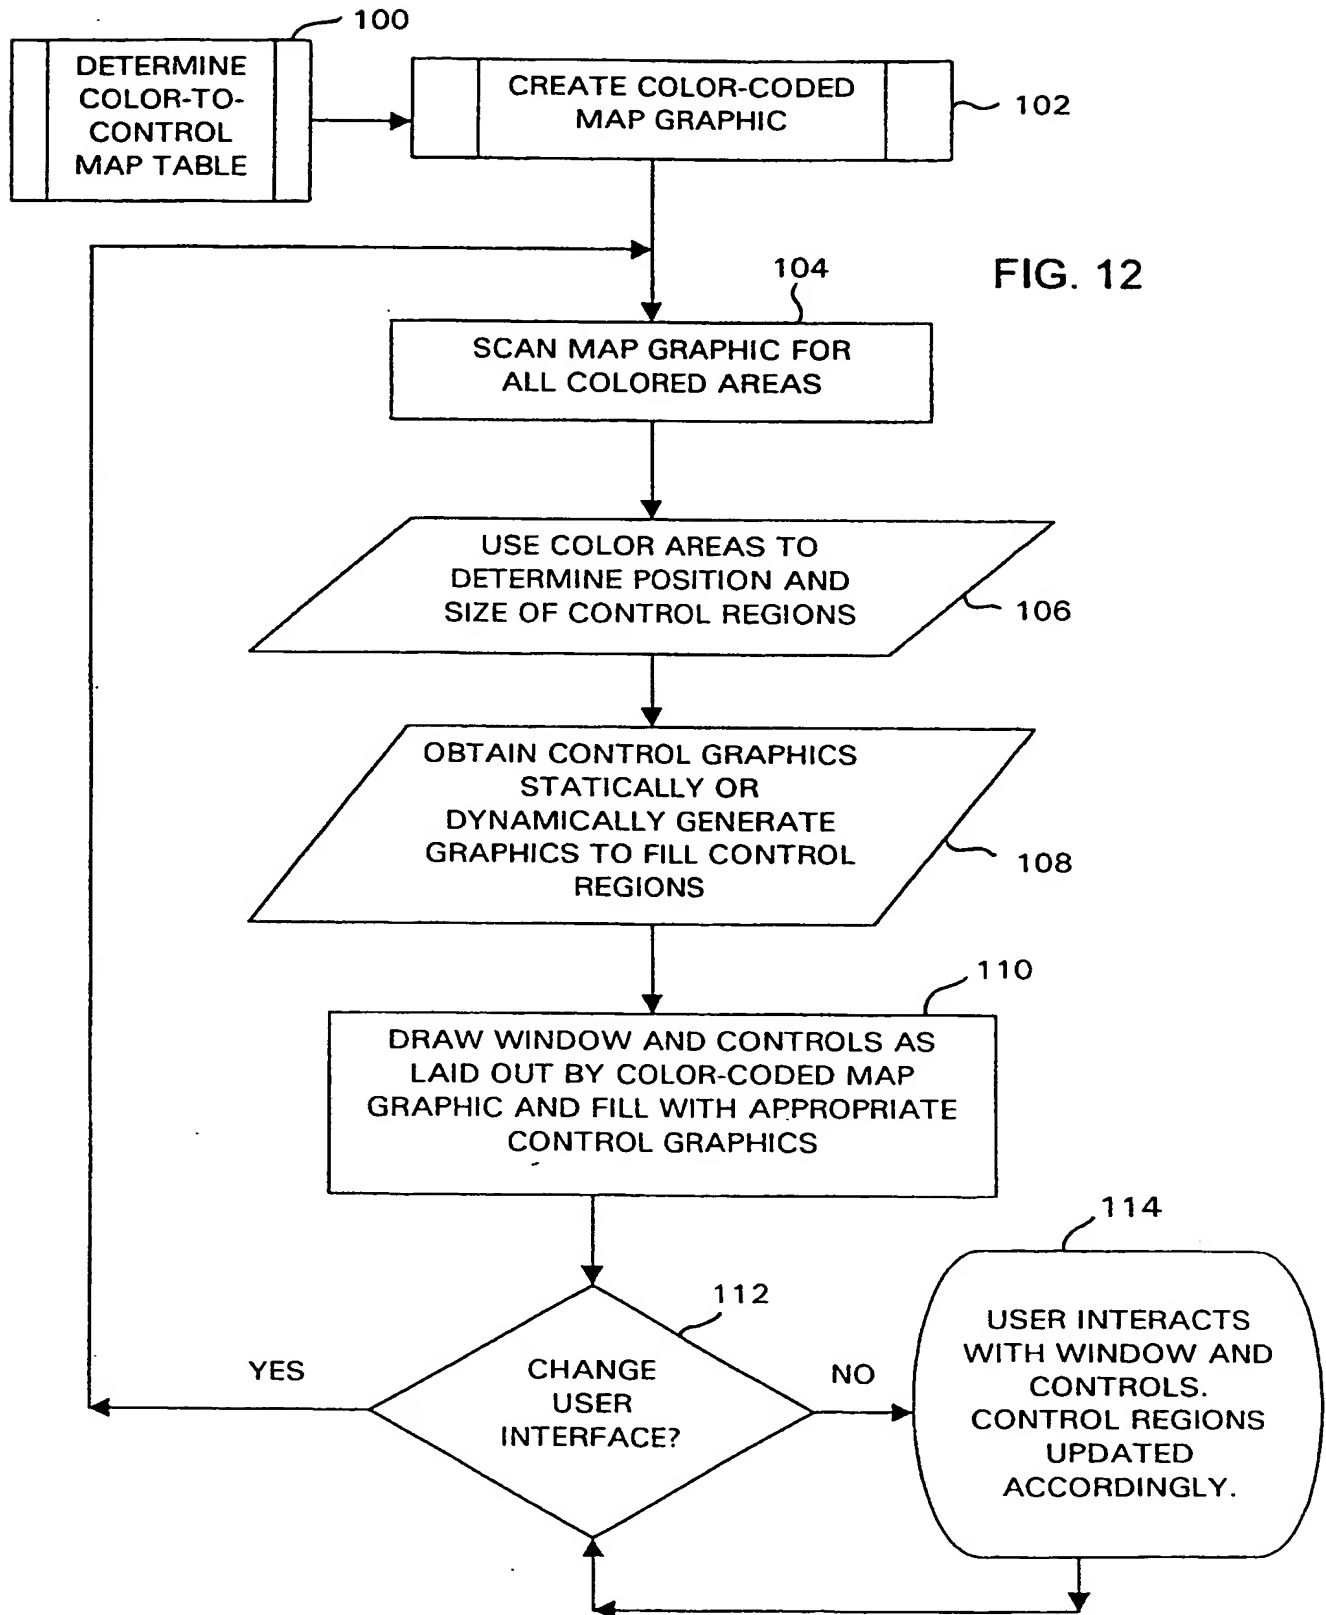 100
DETERMINE
COLOR-TO-
CONTROL
MAP TABLE
CREATE COLOR-CODED
MAP GRAPHIC
102
FIG. 12
104
SCAN MAP GRAPHIC FOR
ALL COLORED AREAS
USE COLOR AREAS TO
DETERMINE POSITION AND
SIZE OF CONTROL REGIONS
106
OBTAIN CONTROL GRAPHICS
STATICALLY OR
DYNAMICALLY GENERATE
GRAPHICS TO FILL CONTROL
REGIONS
108
110
DRAW WINDOW AND CONTROLS AS
LAID OUT BY COLOR-CODED MAP
GRAPHIC AND FILL WITH APPROPRIATE
CONTROL GRAPHICS
112
CHANGE
USER
INTERFACE?
YES
NO
114
USER INTERACTS
WITH WINDOW AND
CONTROLS.
CONTROL REGIONS
UPDATED
ACCORDINGLY.